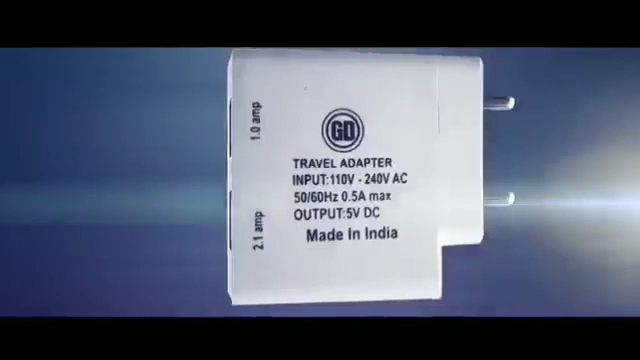 GD
TRAVEL ADAPTER
INPUT:110V - 240V AC
50/60Hz 0.5A max
OUTPUT:5V DC
Made In India
1.0 amp
2.1 amp